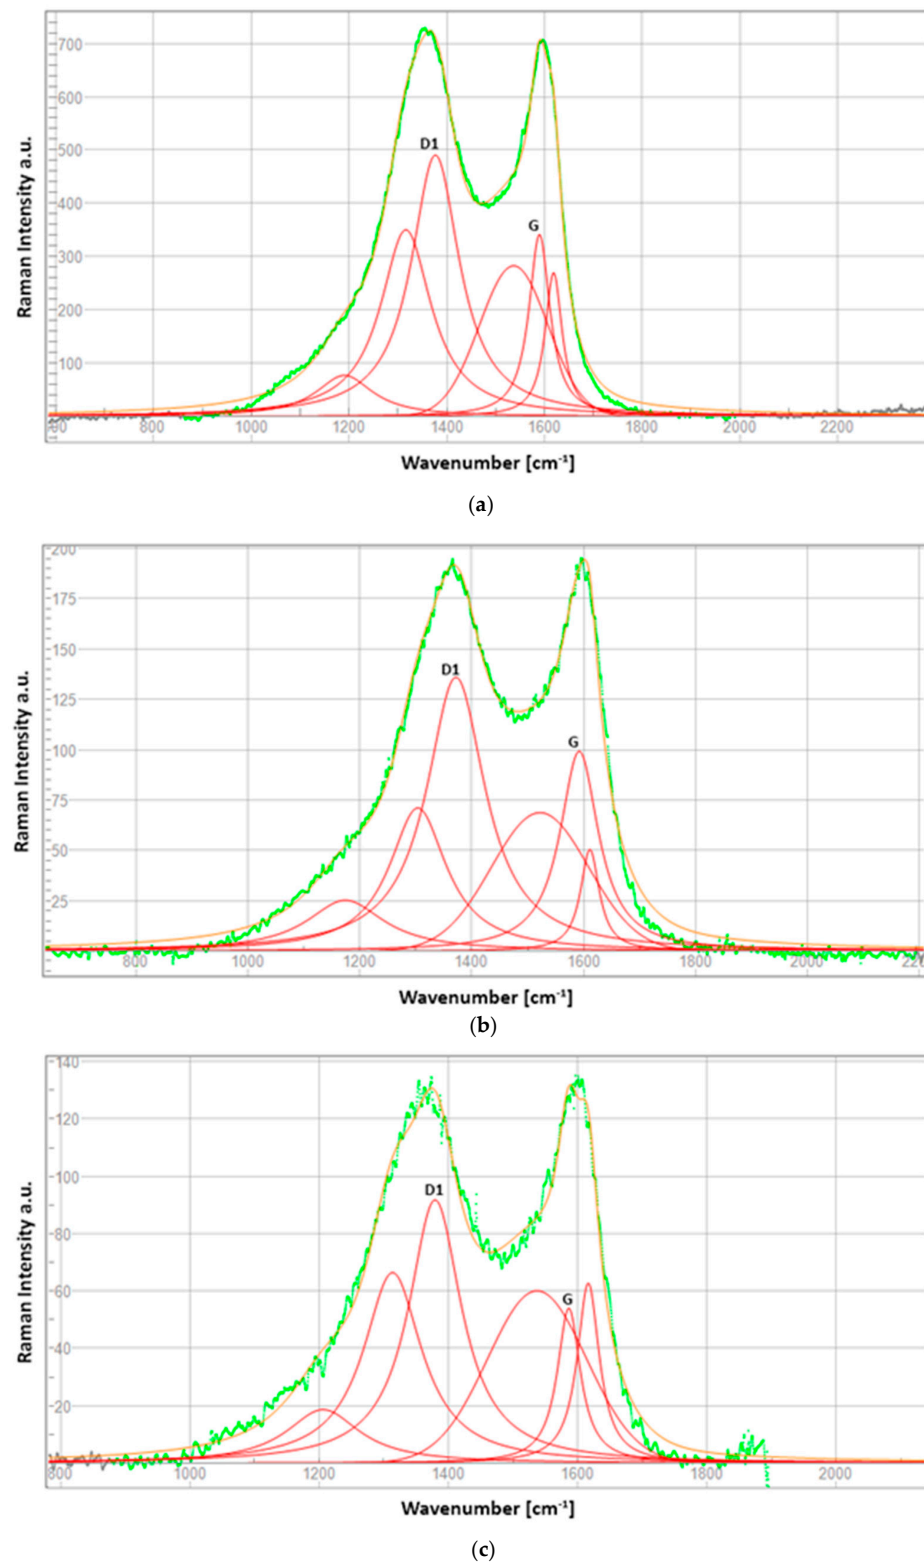 700
600
500
400
300
200
100
D1
G
800
1000
1200
1400
1600
1800
2000
2200
Raman Intensity a.u.
Wavenumber [cm⁻¹]
(a)
200
175
150
125
100
75
50
25
D1
G
800
1000
1200
1400
1600
1800
2000
Raman Intensity a.u.
Wavenumber [cm⁻¹]
(b)
140
120
100
80
60
40
20
D1
G
800
1000
1200
1400
1600
1800
2000
Raman Intensity a.u.
Wavenumber [cm⁻¹]
(c)